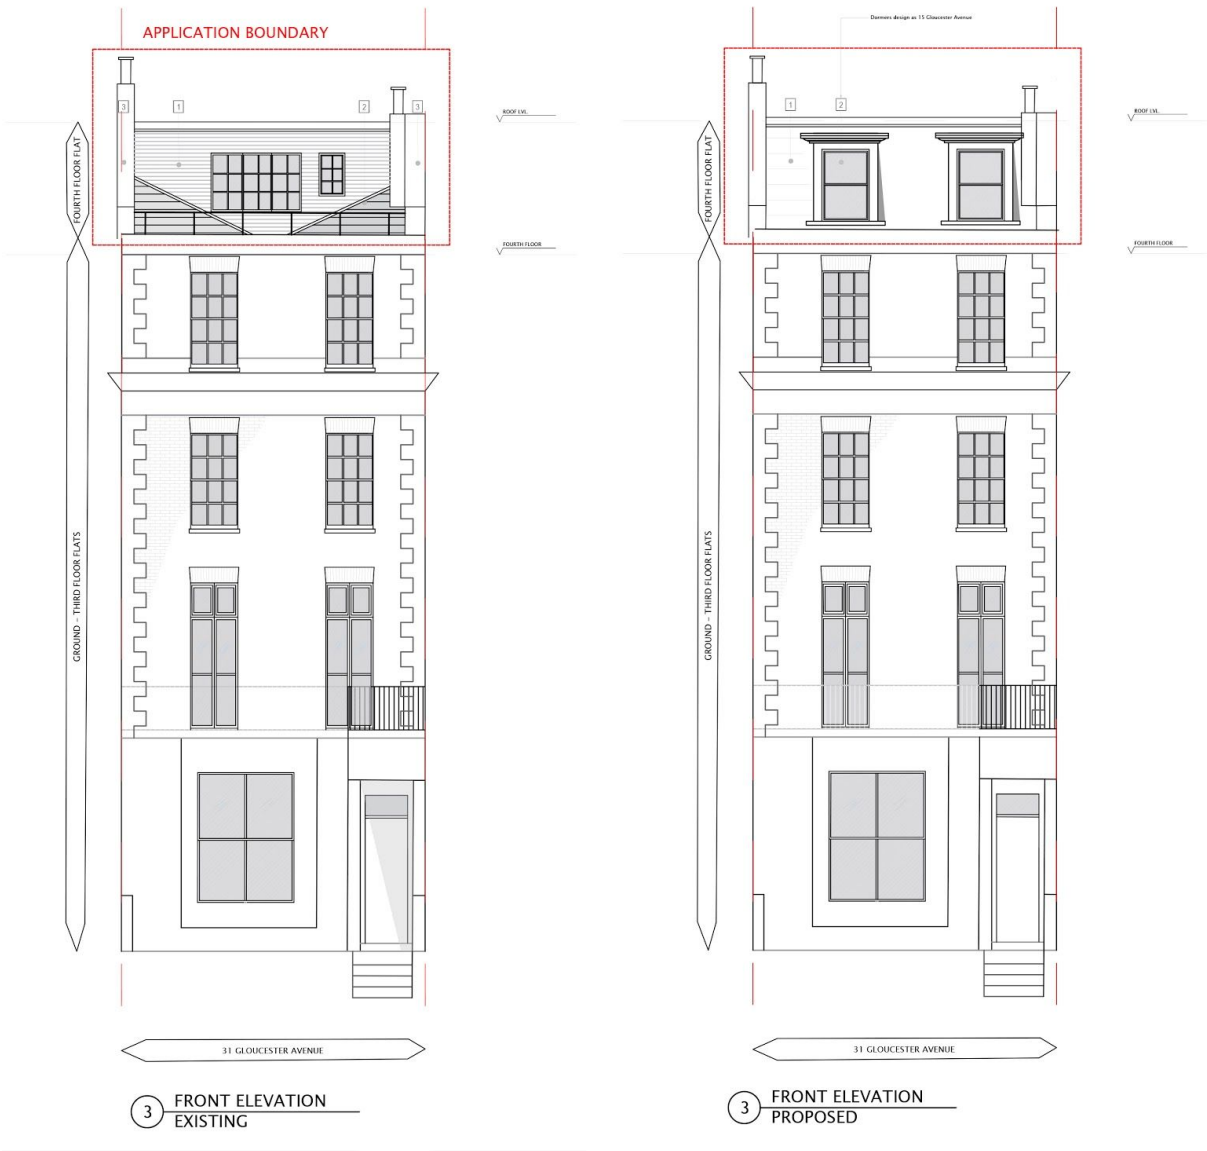 APPLICATION BOUNDARY
3
1
2
3
ROOF LVL.
FOURTH FLOOR FLAT
FOURTH FLOOR
GROUND - THIRD FLOOR FLATS
31 GLOUCESTER AVENUE
3
FRONT ELEVATION
EXISTING
Dormers design as 15 Gloucester Avenue
1
2
ROOF LVL.
FOURTH FLOOR FLAT
FOURTH FLOOR
GROUND - THIRD FLOOR FLATS
31 GLOUCESTER AVENUE
3
FRONT ELEVATION
PROPOSED